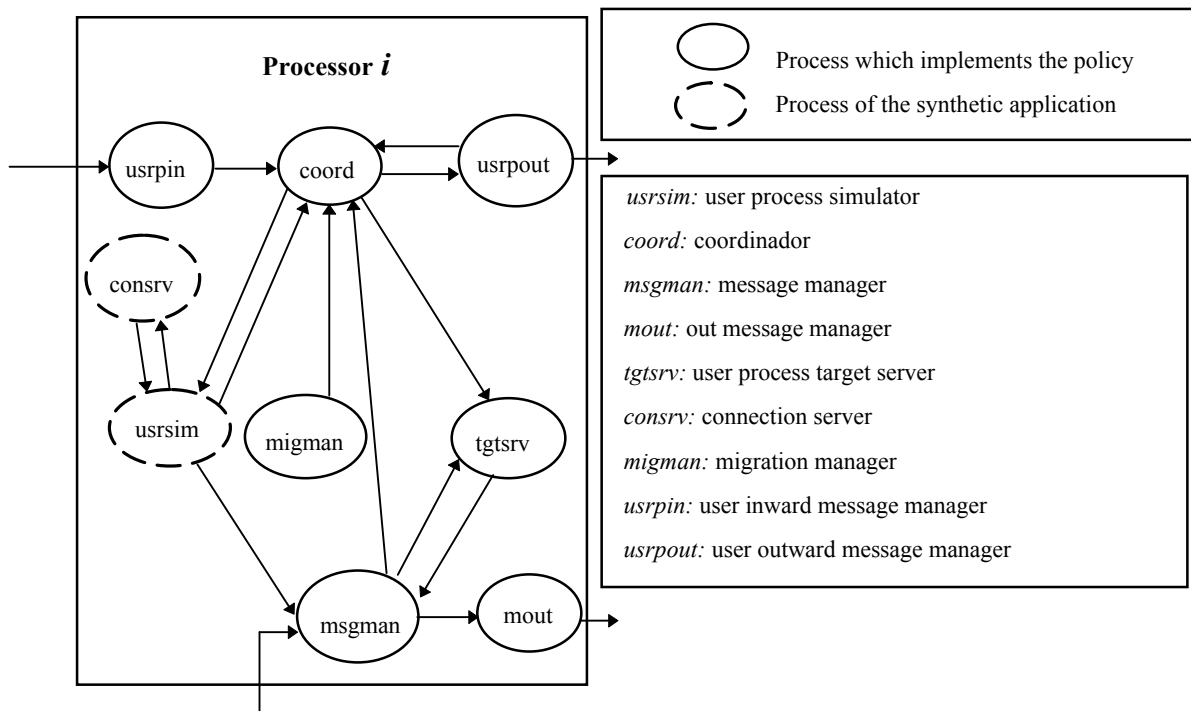 Processor i
usrpin
coord
usrpout
consrv
usrsim
migman
tgtsrv
msgman
mout
Process which implements the policy
Process of the synthetic application
usrsim: user process simulator
coord: coordinador
msgman: message manager
mout: out message manager
tgtsrv: user process target server
consrv: connection server
migman: migration manager
usrpin: user inward message manager
usrpout: user outward message manager